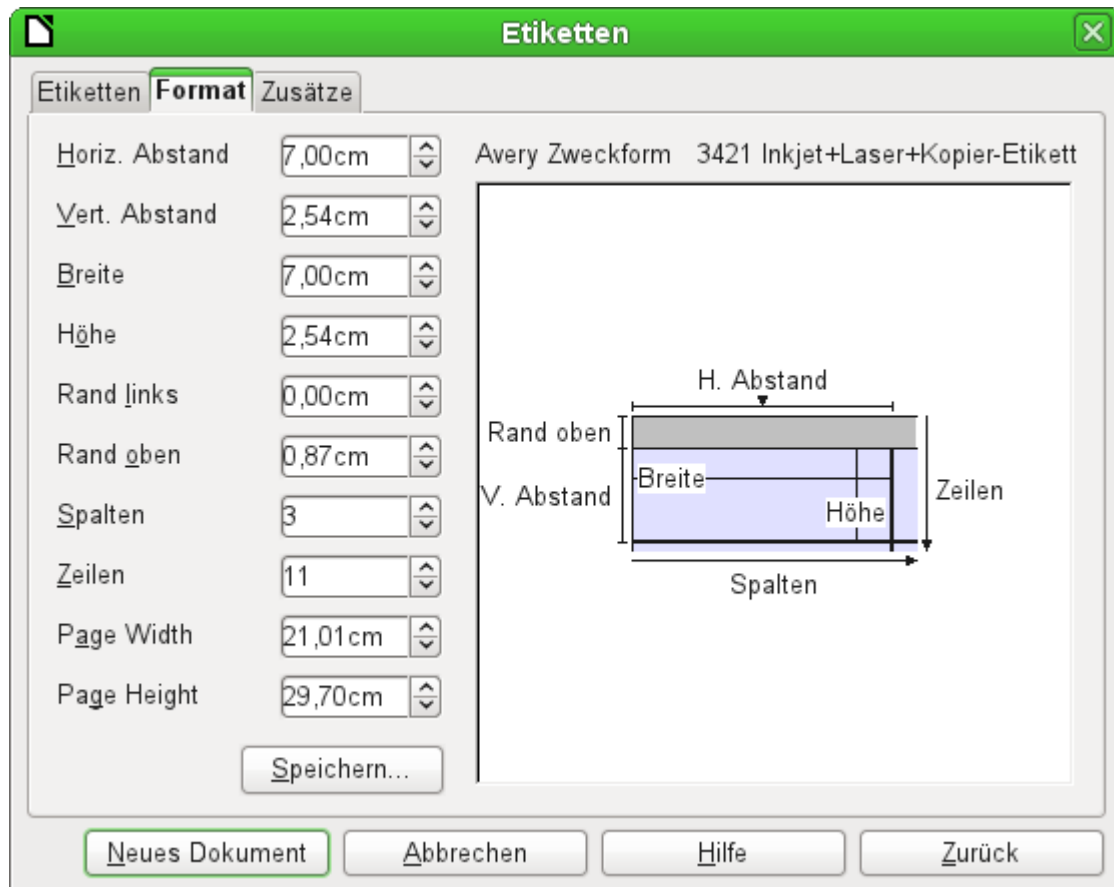 Etiketten
Etiketten Format Zusätze
Horiz. Abstand 7,00cm
Vert. Abstand 2,54cm
Breite 7,00cm
Höhe 2,54cm
Rand links 0,00cm
Rand oben 0,87cm
Spalten 3
Zeilen 11
Page Width 21,01cm
Page Height 29,70cm
Speichern...
Avery Zweckform 3421 Inkjet+Laser+Kopier-Etikett
H. Abstand
Rand oben
Breite
V. Abstand
Höhe
Zeilen
Spalten
Neues Dokument Abbrechen Hilfe Zurück